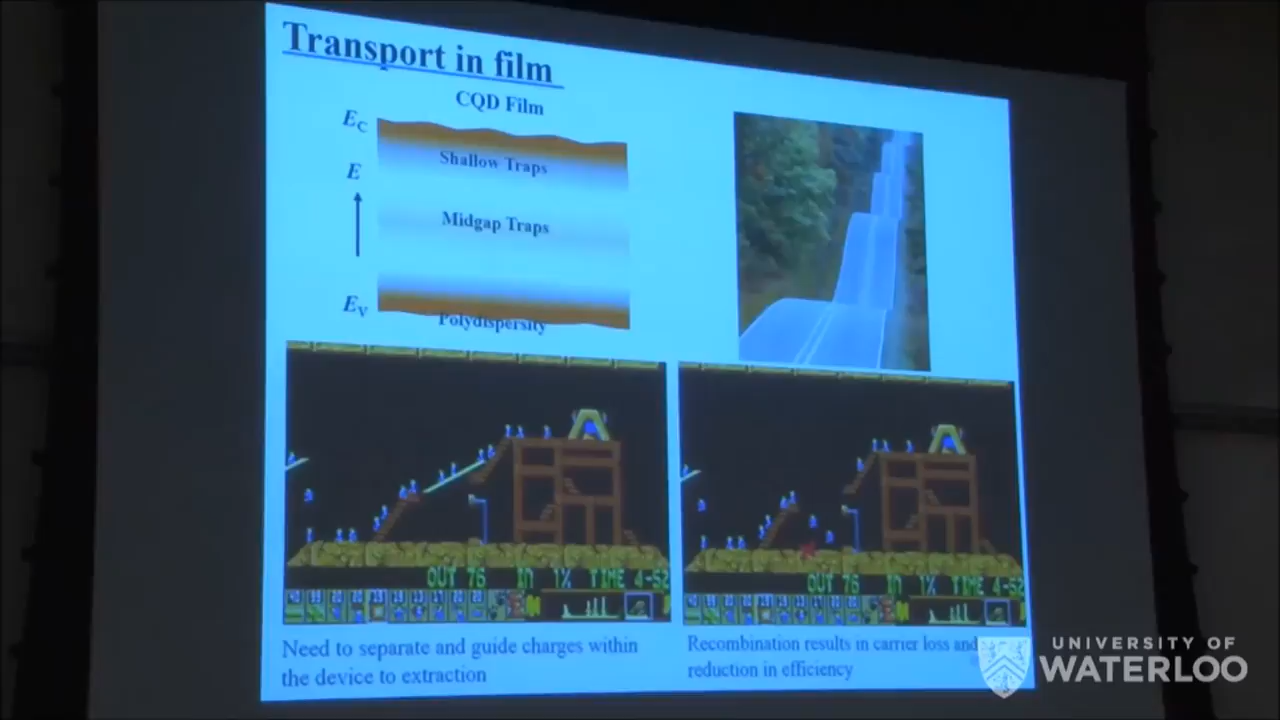 Transport in film
CQD Film
E_C
Shallow Traps
E
Midgap Traps
E_V
Polydispersity
OUT 76 IN 1% TIME 4-52
OUT 76 IN 1% TIME 4-52
Need to separate and guide charges within
the device to extraction
Recombination results in carrier loss and
reduction in efficiency
UNIVERSITY OF
WATERLOO